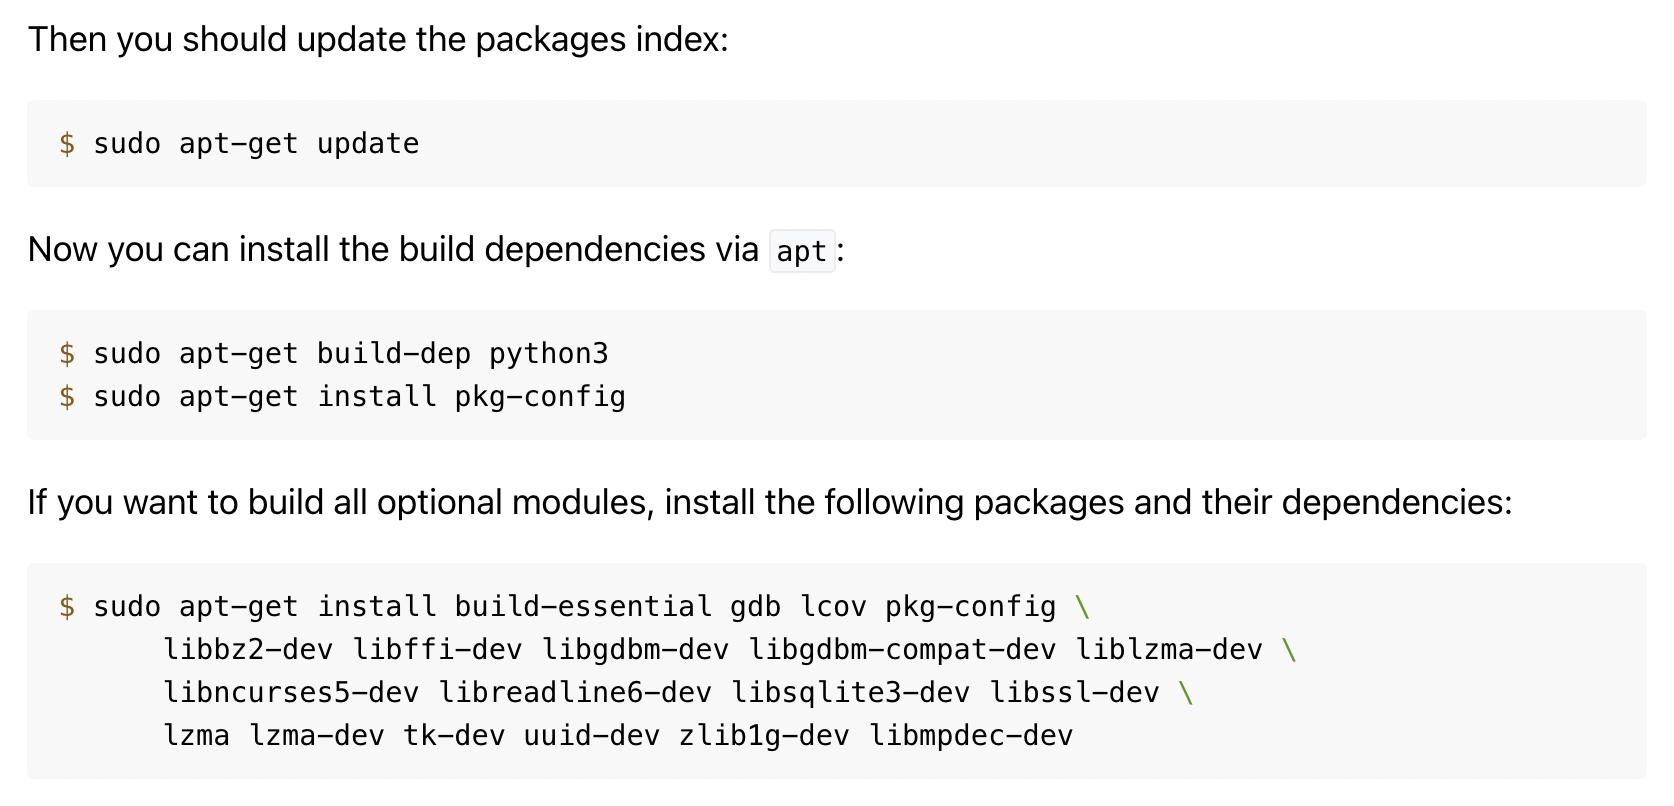 Then you should update the packages index:
$ sudo apt-get update
Now you can install the build dependencies via apt:
$ sudo apt-get build-dep python3
$ sudo apt-get install pkg-config
If you want to build all optional modules, install the following packages and their dependencies:
$ sudo apt-get install build-essential gdb lcov pkg-config \
libbz2-dev libffi-dev libgdbm-dev libgdbm-compat-dev liblzma-dev \
libncurses5-dev libreadline6-dev libsqlite3-dev libssl-dev \
lzma lzma-dev tk-dev uuid-dev zlib1g-dev libmpdec-dev